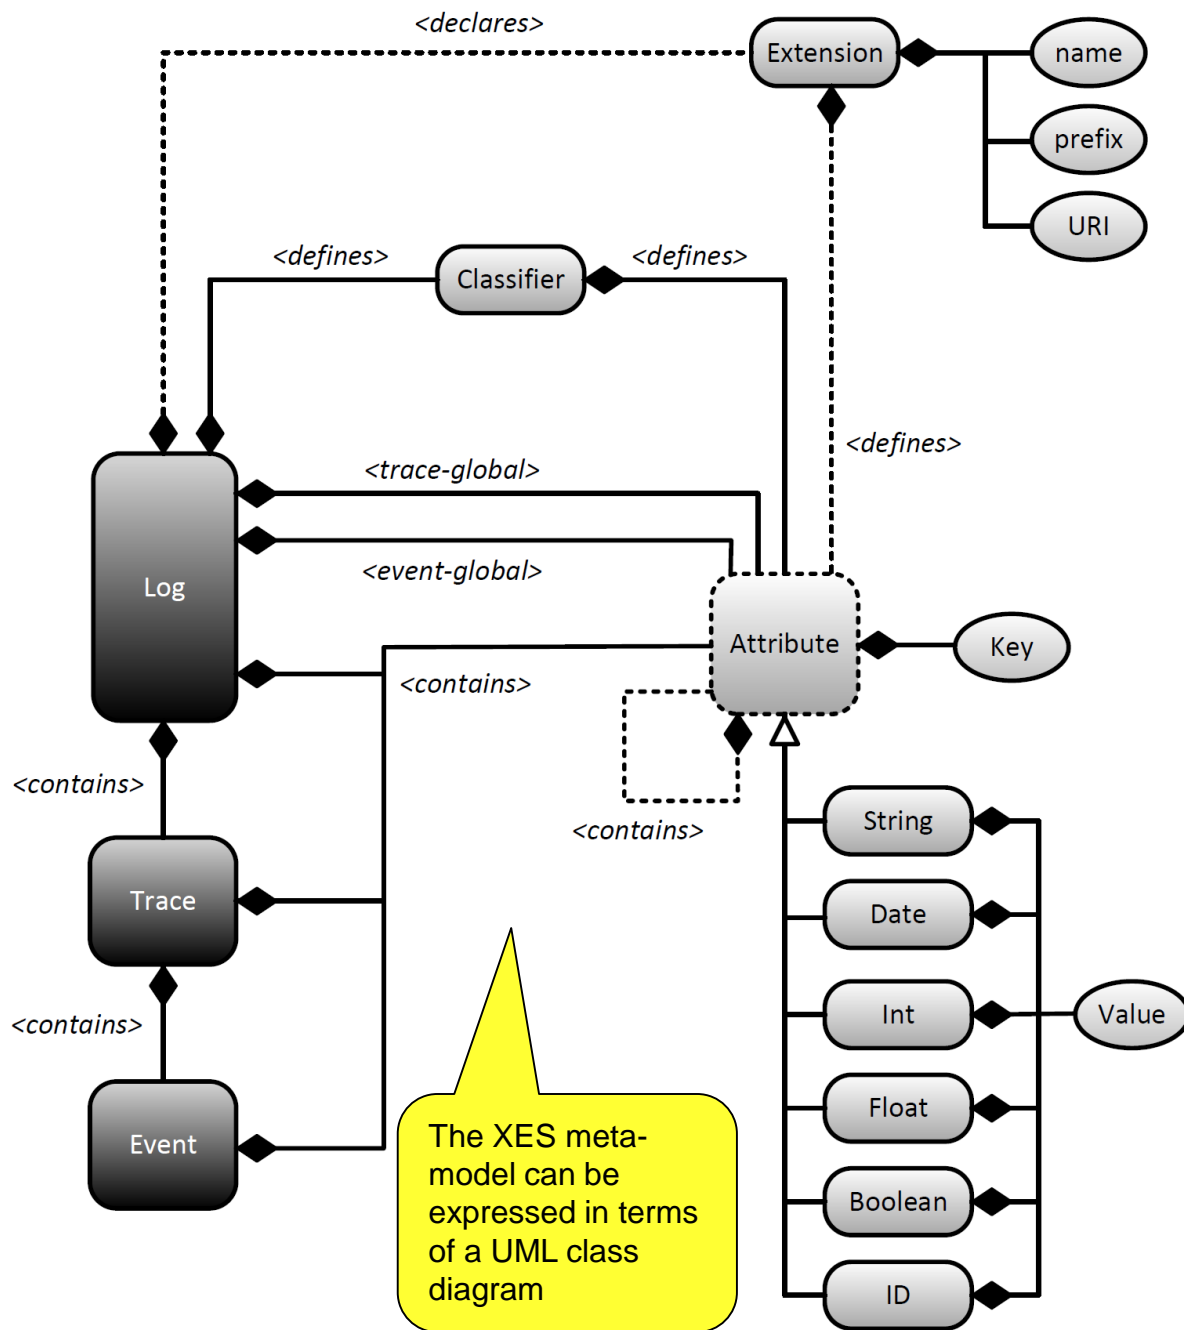 <declares>
Extension
name
prefix
URI
<defines>
Classifier
<defines>
<defines>
<trace-global>
<event-global>
Log
Attribute
Key
<contains>
<contains>
<contains>
String
Trace
Date
<contains>
Int
Value
Float
Event
Boolean
ID
The XES meta-
model can be
expressed in terms
of a UML class
diagram